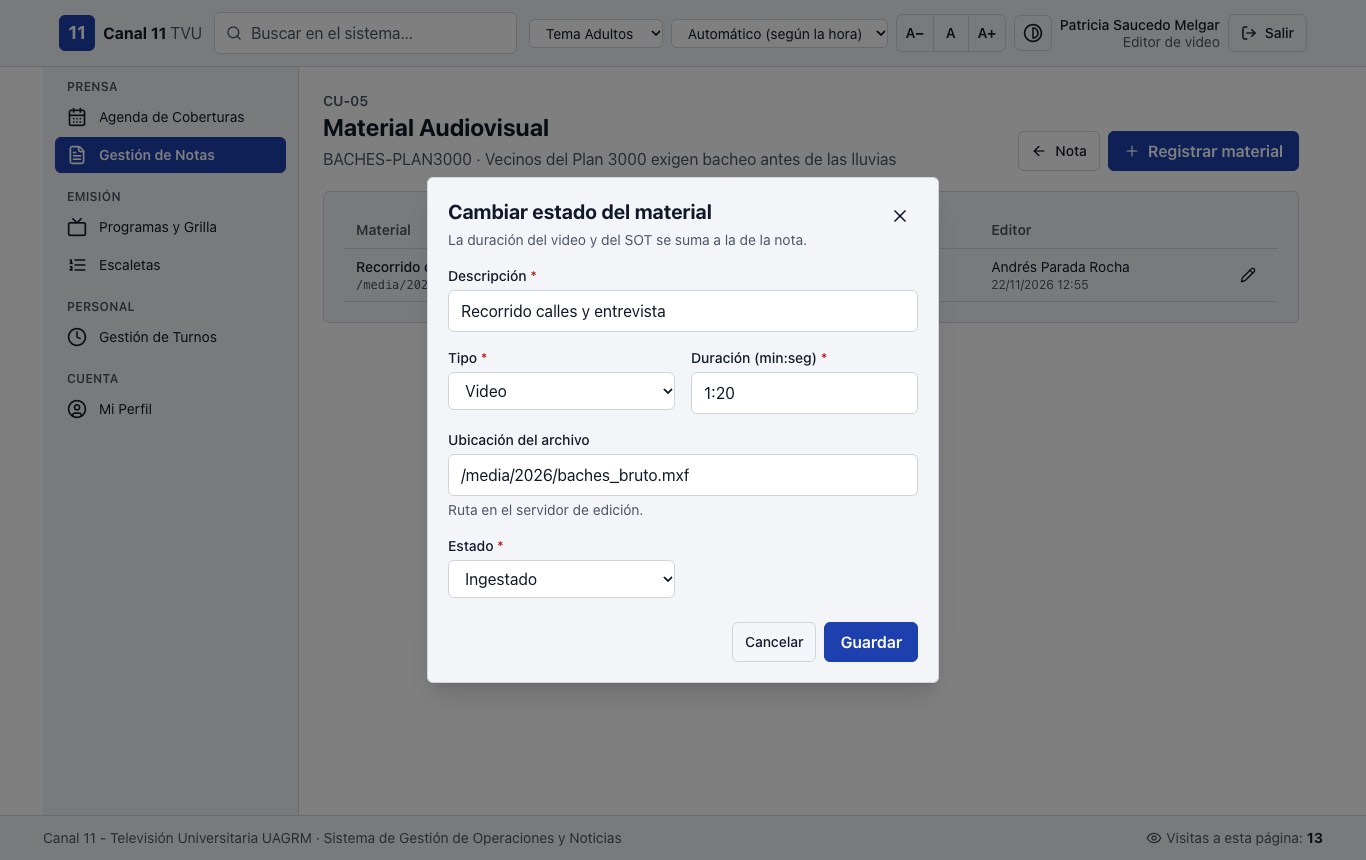 11 Canal 11 TVU
Buscar en el sistema...
Tema Adultos
Automático (según la hora)
A−
A
A+
Patricia Saucedo Melgar
Editor de video
Salir
PRENSA
Agenda de Coberturas
Gestión de Notas
EMISIÓN
Programas y Grilla
Escaletas
PERSONAL
Gestión de Turnos
CUENTA
Mi Perfil
CU-05
Material Audiovisual
BACHES-PLAN3000 · Vecinos del Plan 3000 exigen bacheo antes de las lluvias
Nota
Registrar material
Material
Editor
Recorrido
/media/202
Andrés Parada Rocha
22/11/2026 12:55
Cambiar estado del material
La duración del video y del SOT se suma a la de la nota.
Descripción *
Recorrido calles y entrevista
Tipo *
Duración (min:seg) *
Video
1:20
Ubicación del archivo
/media/2026/baches_bruto.mxf
Ruta en el servidor de edición.
Estado *
Ingestado
Cancelar
Guardar
Canal 11 - Televisión Universitaria UAGRM · Sistema de Gestión de Operaciones y Noticias
Visitas a esta página: 13